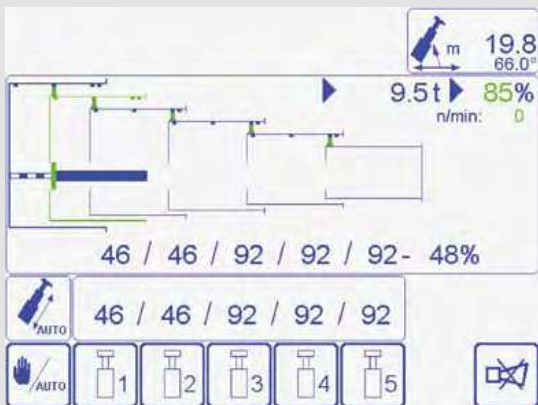 m 19.8
66.0°
9.5t 85%
n/min: 0
46 / 46 / 92 / 92 / 92- 48%
AUTO 46 / 46 / 92 / 92 / 92
/AUTO 1 2 3 4 5